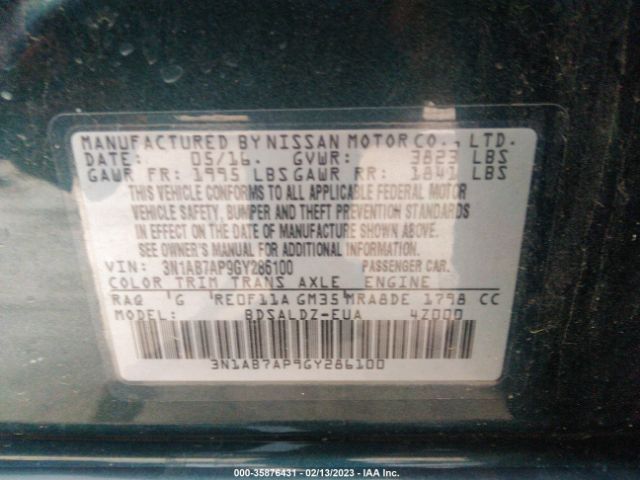 MANUFACTURED BY NISSAN MOTOR CO., LTD.
DATE: 05/16. GVWR: 3823 LBS
GAWR FR: 1995 LBS GAWR RR: 1841 LBS
THIS VEHICLE CONFORMS TO ALL APPLICABLE FEDERAL MOTOR
VEHICLE SAFETY, BUMPER AND THEFT PREVENTION STANDARDS
IN EFFECT ON THE DATE OF MANUFACTURE SHOWN ABOVE.
SEE OWNER'S MANUAL FOR ADDITIONAL INFORMATION.
VIN: 3N1AB7AP9GY286100 PASSENGER CAR.
COLOR TRIM TRANS AXLE ENGINE
RAQ 'G 'RE0F11A GM35'MRA8DE 1798 CC
MODEL: BDSALDZ-EUA 4Z000
3N1AB7AP9GY286100
000-35876431 - 02/13/2023 - IAA Inc.